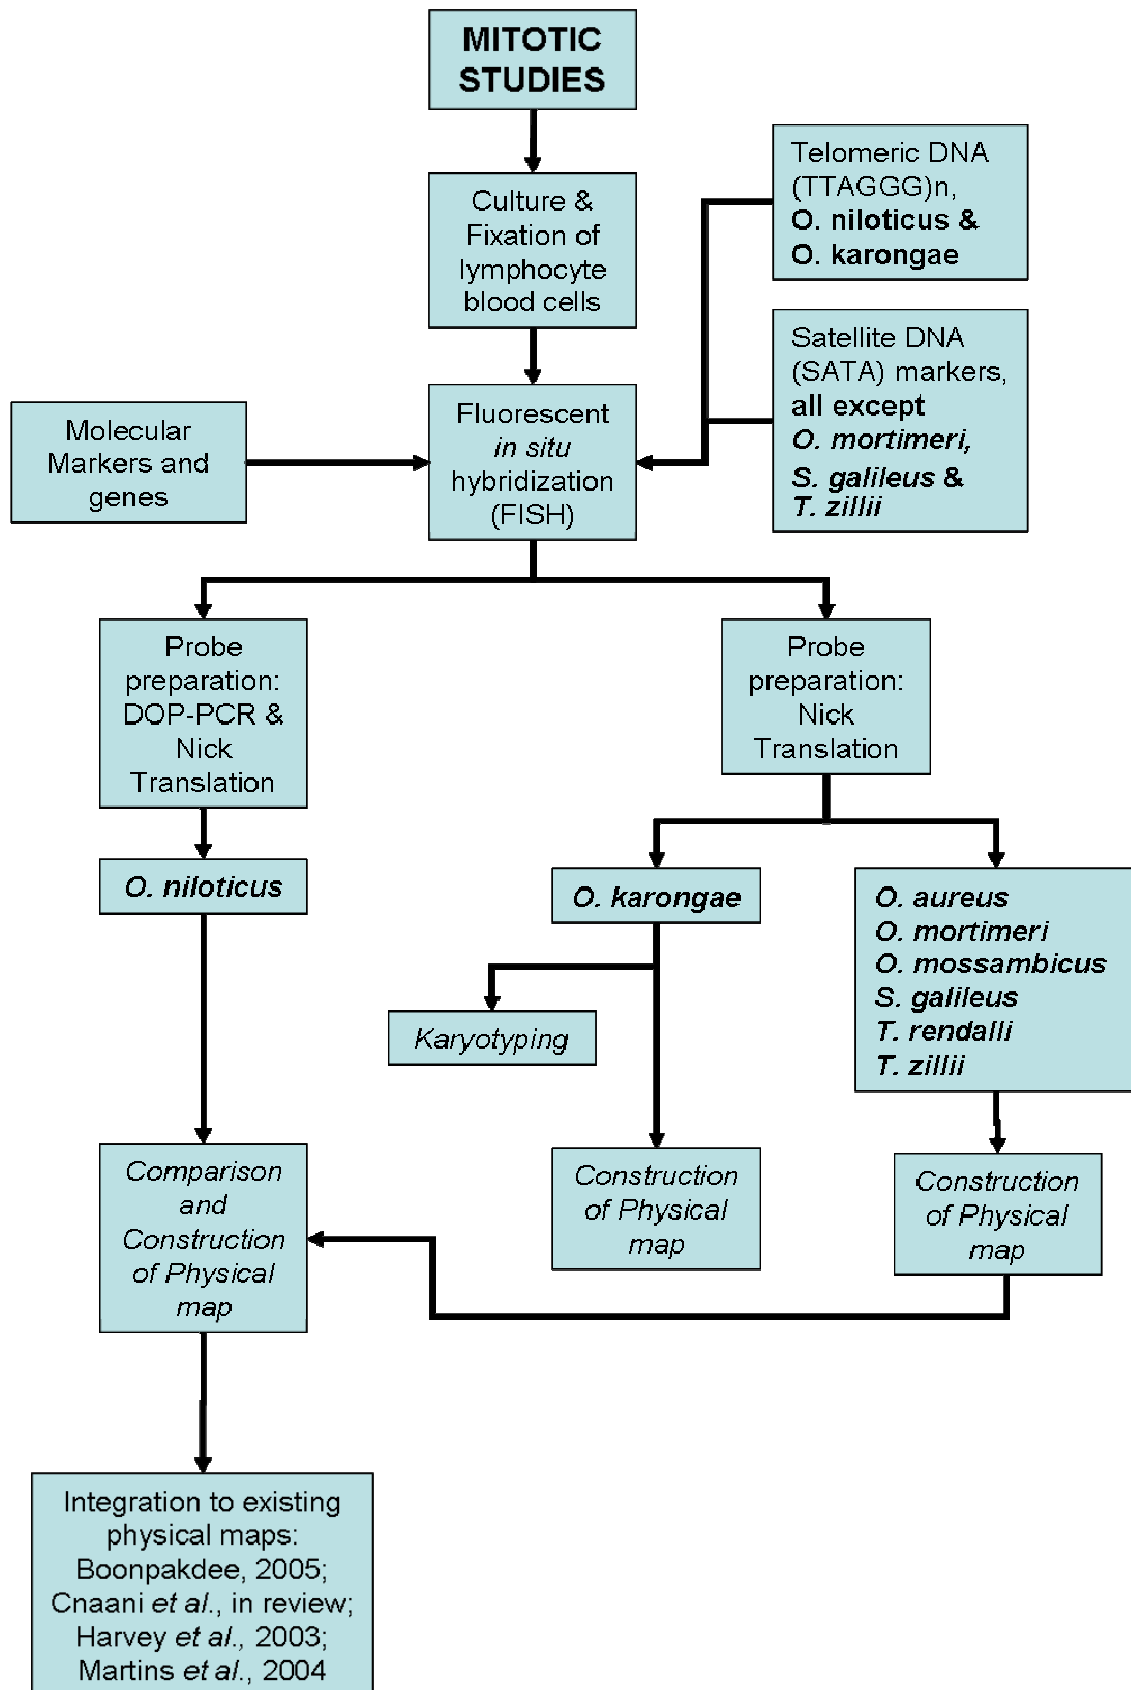 MITOTIC
STUDIES
Culture &
Fixation of
lymphocyte
blood cells
Telomeric DNA
(TTAGGG)n,
O. niloticus &
O. karongae
Satellite DNA
(SATA) markers,
all except
O. mortimeri,
S. galileus &
T. zillii
Molecular
Markers and
genes
Fluorescent
in situ
hybridization
(FISH)
Probe
preparation:
DOP-PCR &
Nick
Translation
Probe
preparation:
Nick
Translation
O. niloticus
O. karongae
O. aureus
O. mortimeri
O. mossambicus
S. galileus
T. rendalli
T. zillii
Karyotyping
Comparison
and
Construction
of Physical
map
Construction
of Physical
map
Construction
of Physical
map
Integration to existing
physical maps:
Boonpakdee, 2005;
Cnaani et al., in review;
Harvey et al., 2003;
Martins et al., 2004